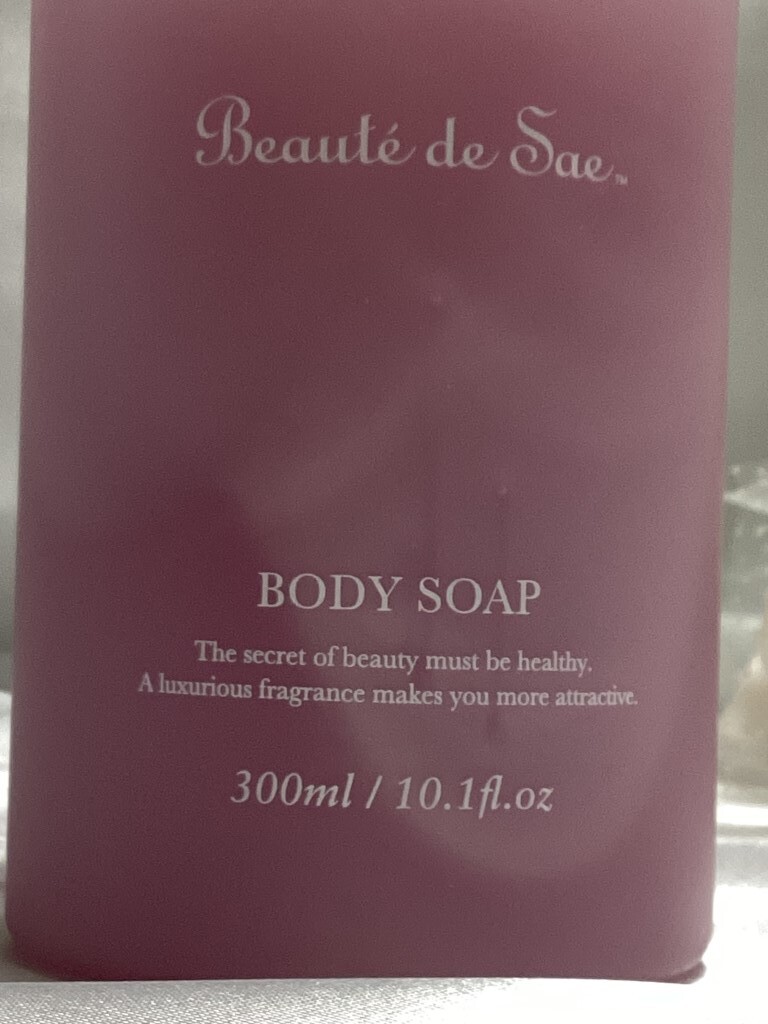 Beauté de Sae™
BODY SOAP
The secret of beauty must be healthy.
A luxurious fragrance makes you more attractive.
300ml / 10.1fl.oz